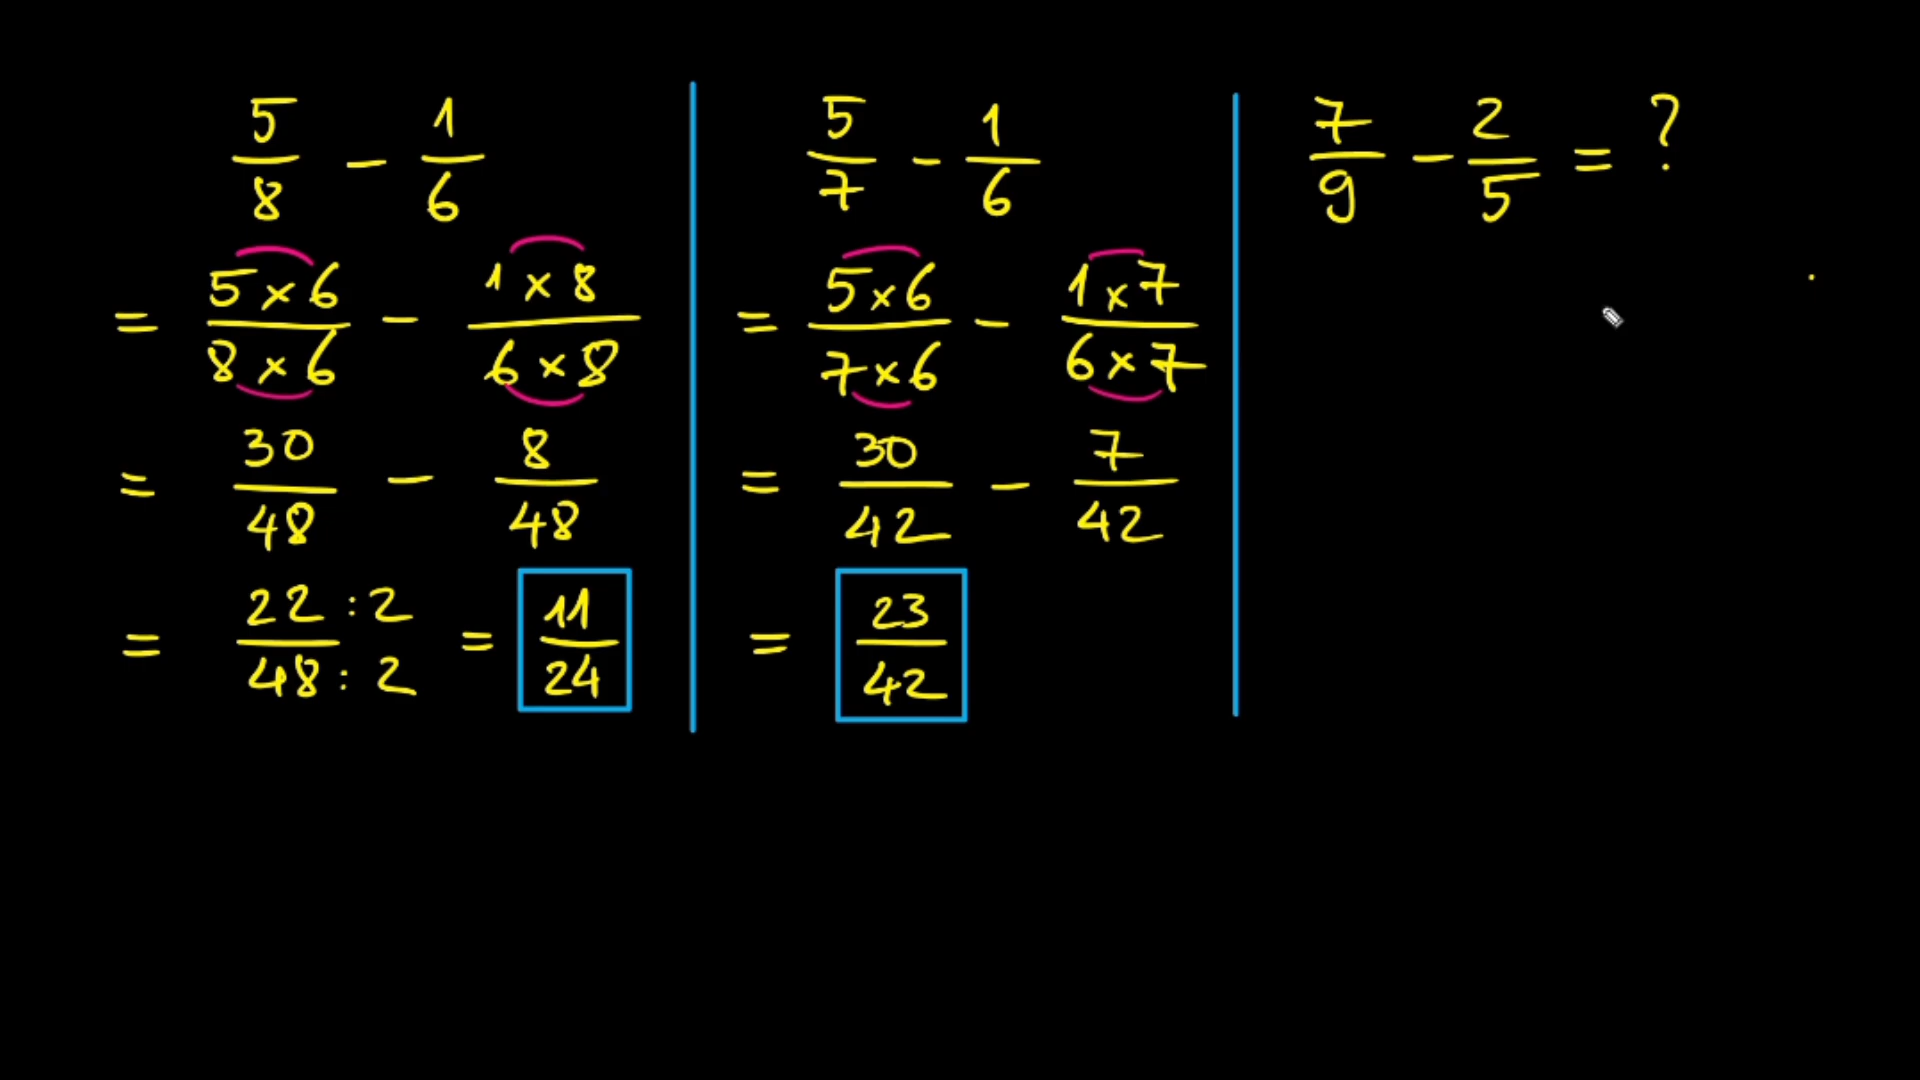 5/8 - 1/6
= 5 × 6/8 × 6 - 1 × 8/6 × 8
= 30/48 - 8/48
= 22 : 2/48 : 2 = 11/24
5/7 - 1/6
= 5 × 6/7 × 6 - 1 × 7/6 × 7
= 30/42 - 7/42
= 23/42
7/9 - 2/5 = ?